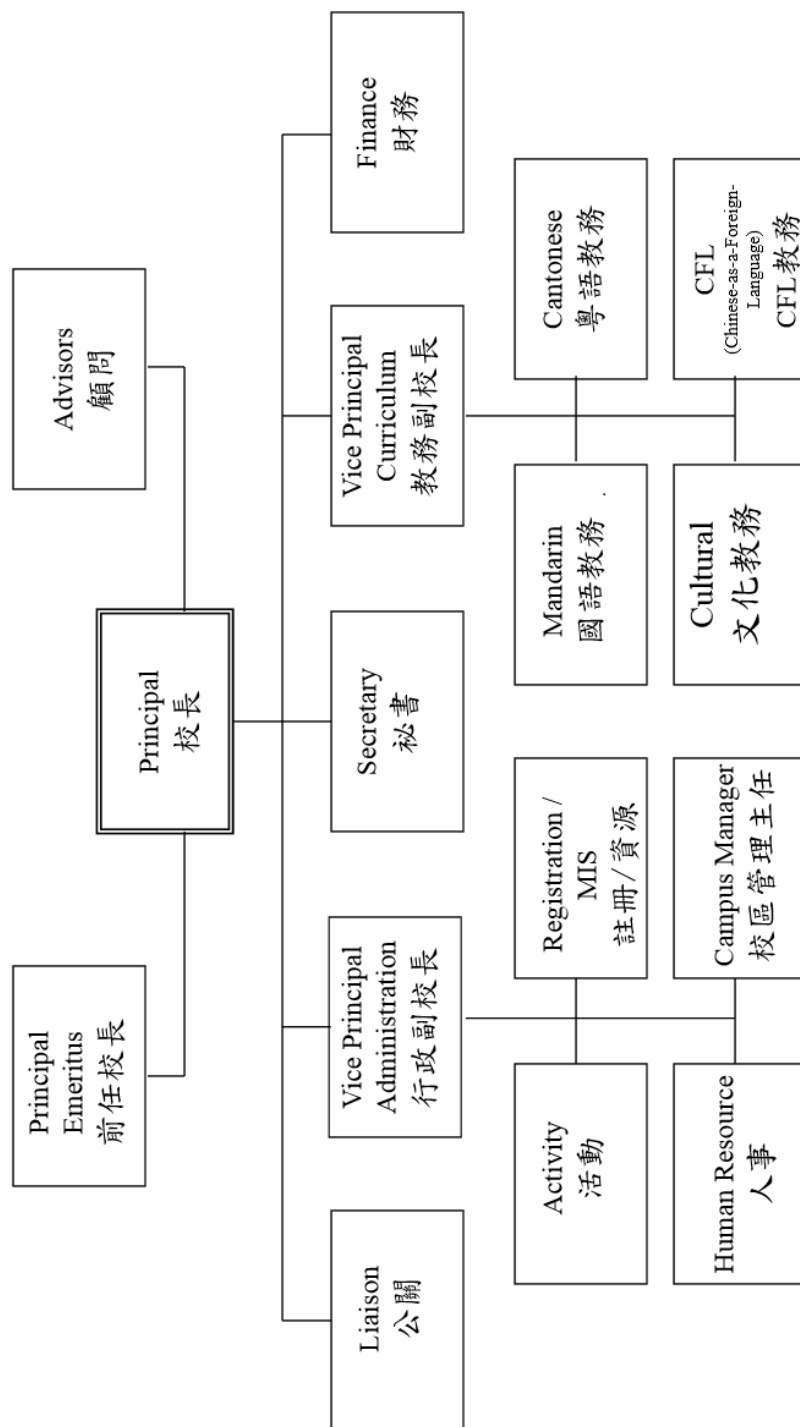 Principal
Emeritus
前任校長
Advisors
顧問
Principal
校長
Liaison
公關
Vice Principal
Administration
行政副校長
Secretary
祕書
Vice Principal
Curriculum
教務副校長
Finance
財務
Activity
活動
Registration /
MIS
註冊/資源
Mandarin
國語教務
Cantonese
粵語教務
Human Resource
人事
Campus Manager
校區管理主任
Cultural
文化教務
CFL
(Chinese-as-a-Foreign-
Language)
CFL教務